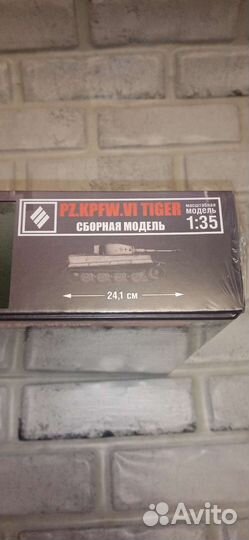 PZ.KPFW.VI TIGER
СБОРНАЯ МОДЕЛЬ
масштабная
модель
1:35
24,1 см
Avito